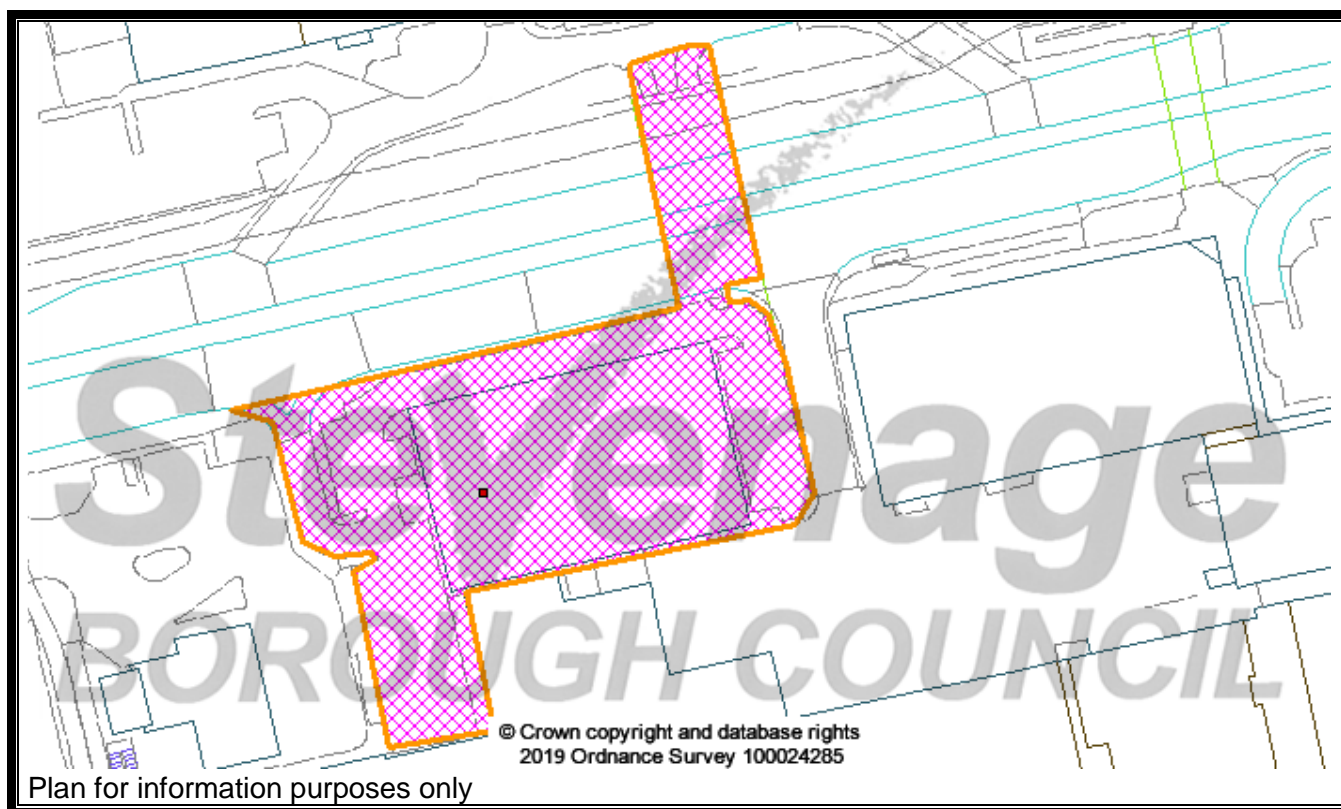 Stevenage
BOROUGH COUNCIL
© Crown copyright and database rights
2019 Ordnance Survey 100024285
Plan for information purposes only